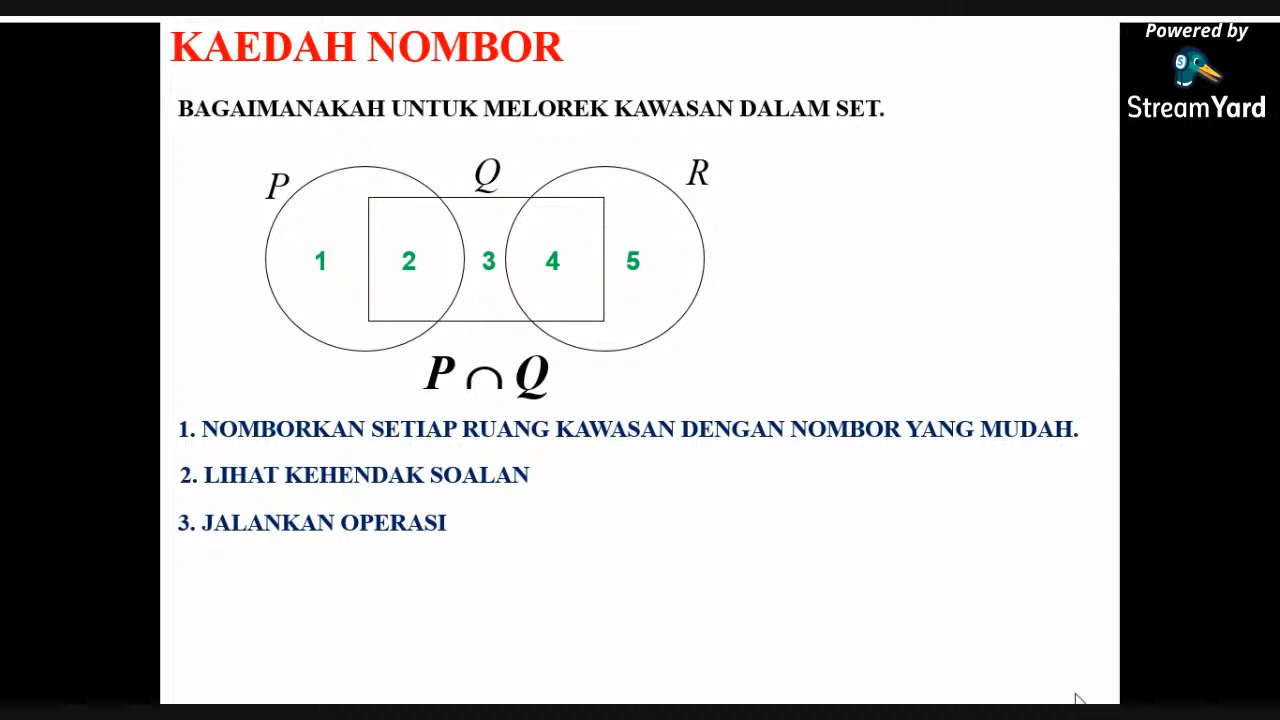 Powered by
StreamYard
KAEDAH NOMBOR
BAGAIMANAKAH UNTUK MELOREK KAWASAN DALAM SET.
P Q R
1 2 3 4 5
P ∩ Q
1. NOMBORKAN SETIAP RUANG KAWASAN DENGAN NOMBOR YANG MUDAH.
2. LIHAT KEHENDAK SOALAN
3. JALANKAN OPERASI